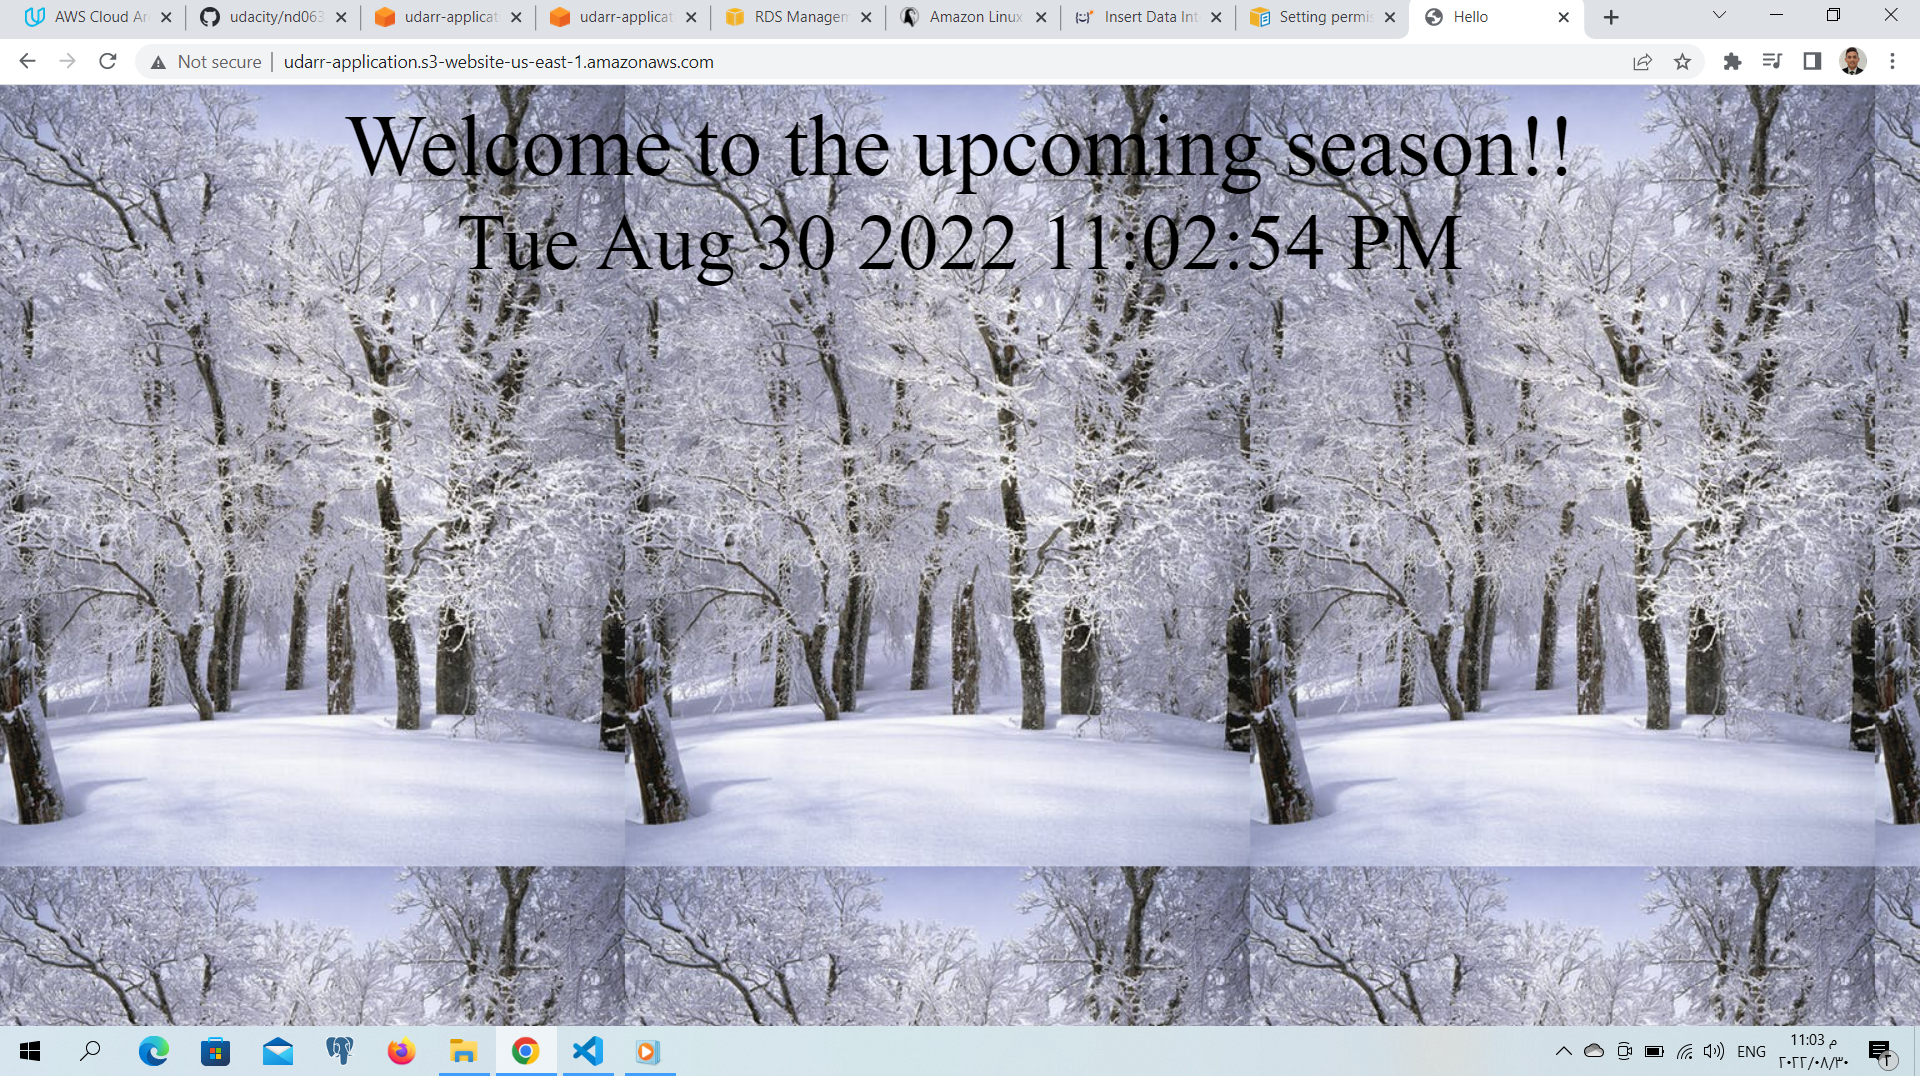 AWS Cloud Ar
udacity/nd063
udarr-applicat
udarr-applicat
RDS Managem
Amazon Linux
Insert Data Int
Setting permis
Hello
Not secure
udarr-application.s3-website-us-east-1.amazonaws.com
Welcome to the upcoming season!!
Tue Aug 30 2022 11:02:54 PM
ENG
11:03 م
٢٠٢٢/٠٨/٣٠
٢